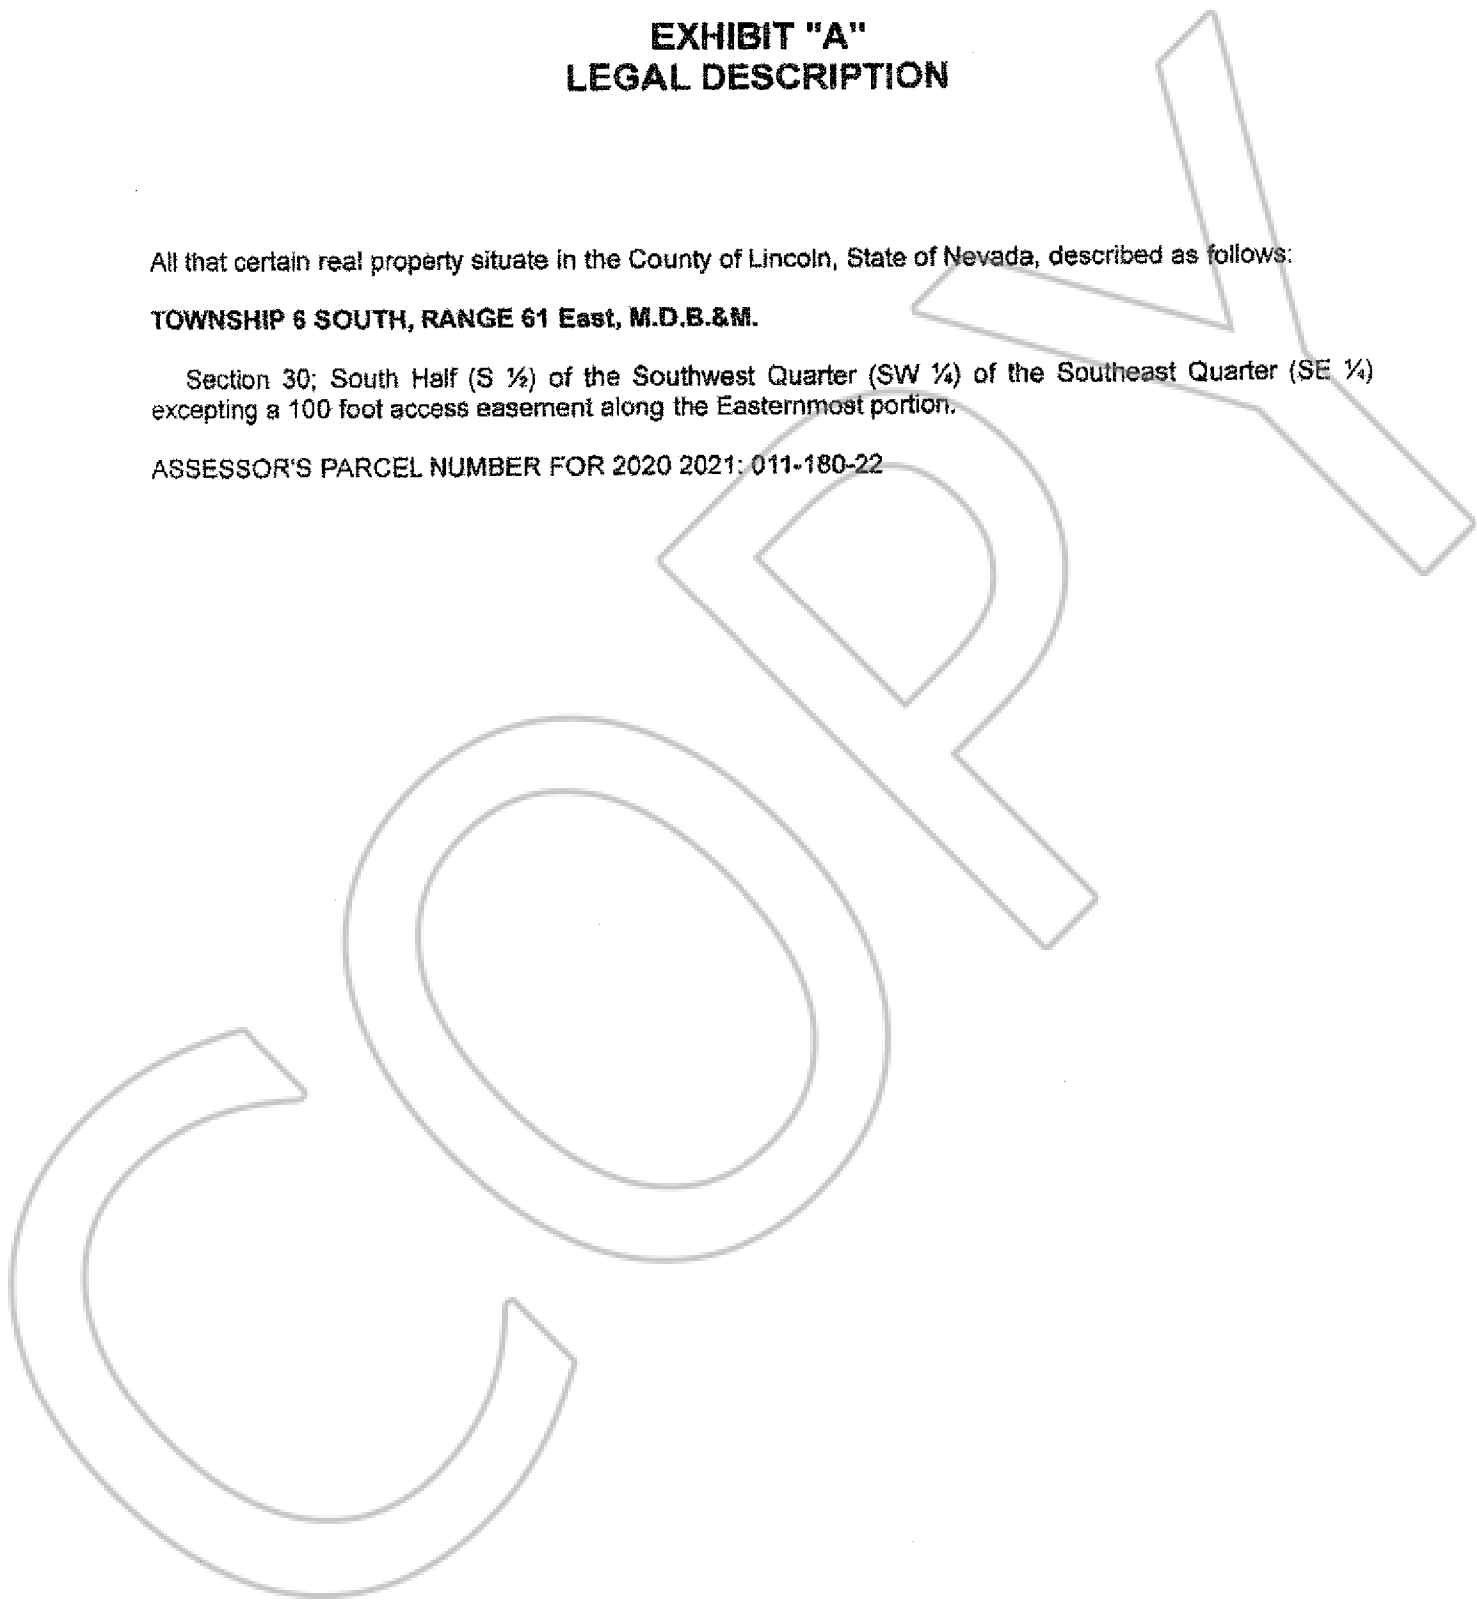 EXHIBIT "A"
LEGAL DESCRIPTION
All that certain real property situate in the County of Lincoln, State of Nevada, described as follows:
TOWNSHIP 6 SOUTH, RANGE 61 East, M.D.B.&M.
Section 30; South Half (S ½) of the Southwest Quarter (SW ¼) of the Southeast Quarter (SE ¼)
excepting a 100 foot access easement along the Easternmost portion.
ASSESSOR'S PARCEL NUMBER FOR 2020 2021: 011-180-22
COPY